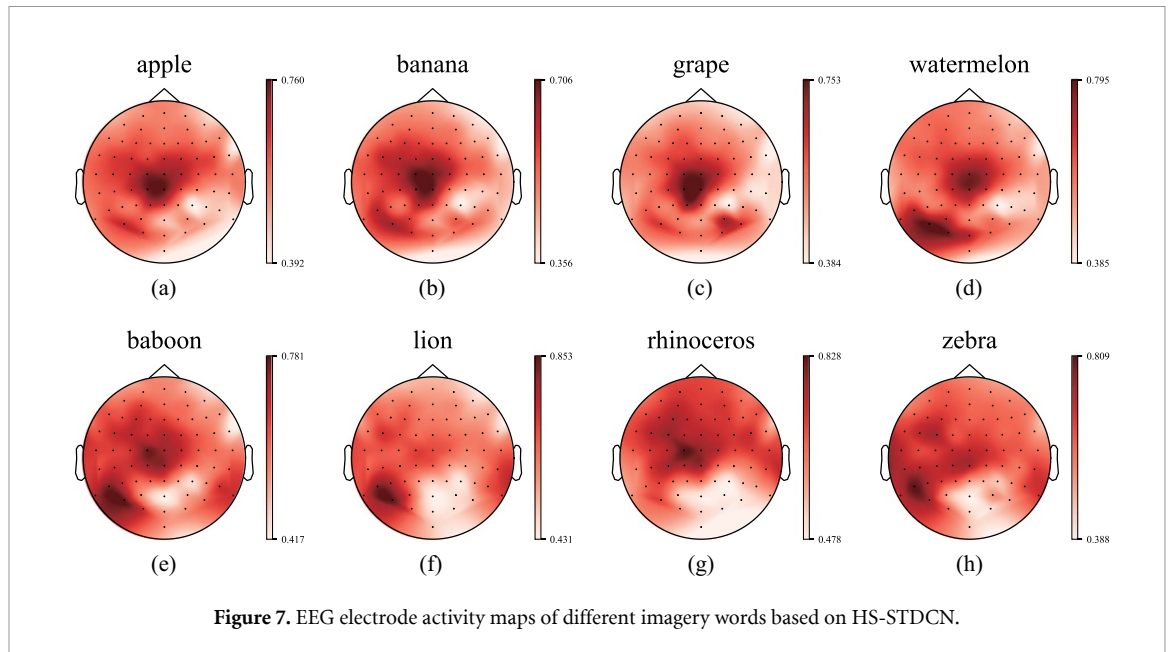 apple banana grape watermelon
0.760 0.706 0.753 0.795
0.392 0.356 0.384 0.385
(a) (b) (c) (d)
baboon lion rhinoceros zebra
0.781 0.853 0.828 0.809
0.417 0.431 0.478 0.388
(e) (f) (g) (h)
Figure 7. EEG electrode activity maps of different imagery words based on HS-STDCN.